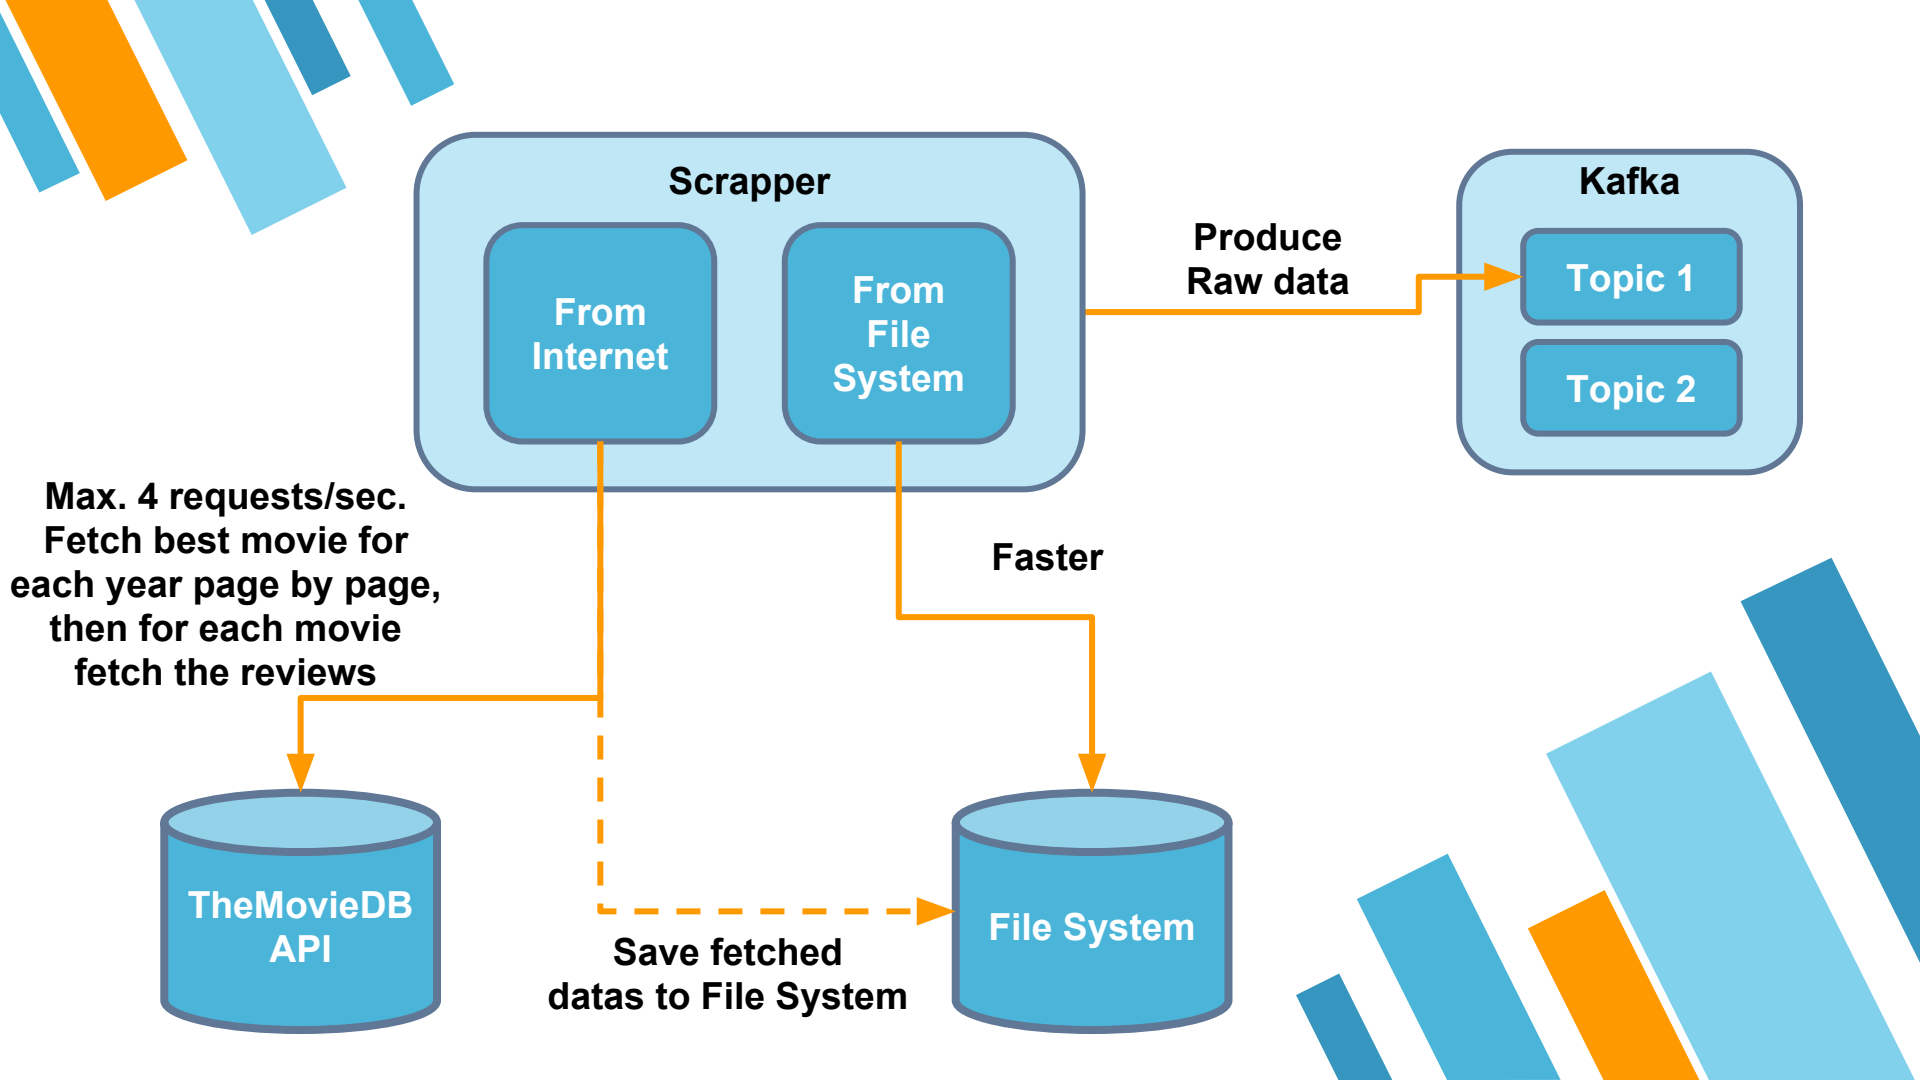 Scrapper
From
Internet
From
File
System
Produce
Raw data
Kafka
Topic 1
Topic 2
Max. 4 requests/sec.
Fetch best movie for
each year page by page,
then for each movie
fetch the reviews
Faster
TheMovieDB
API
Save fetched
datas to File System
File System